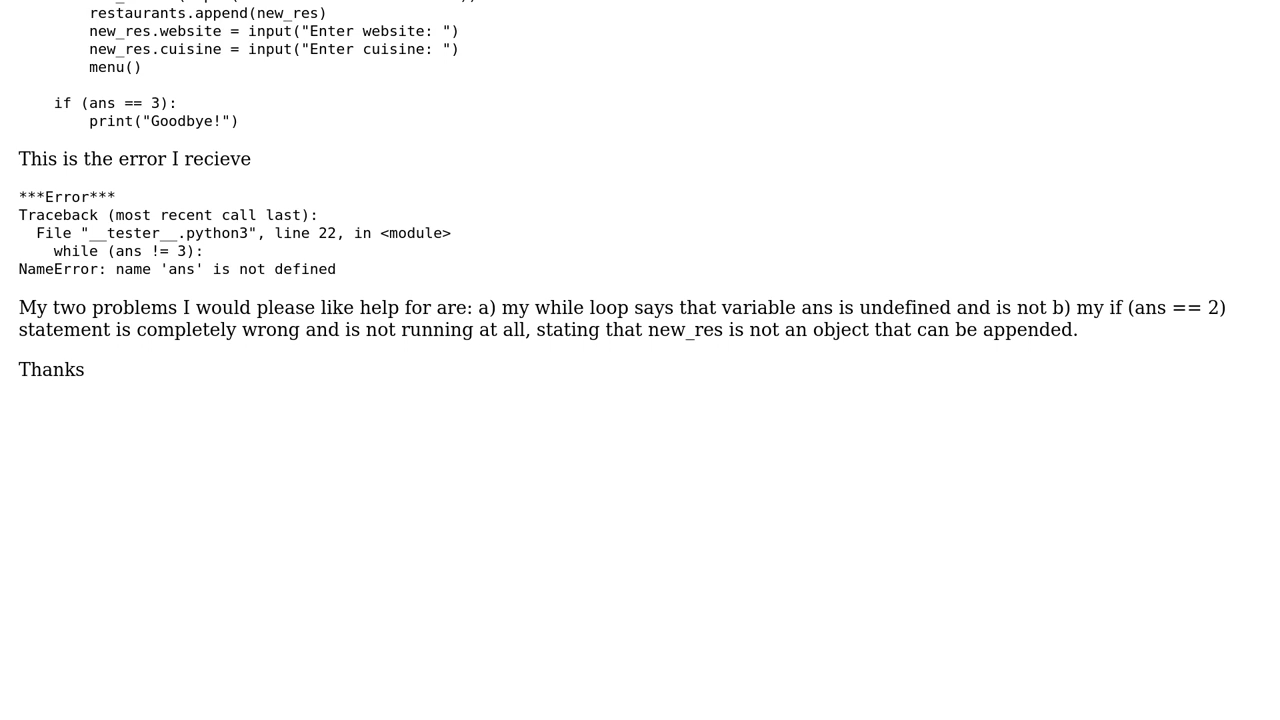 restaurants.append(new_res)
new_res.website = input("Enter website: ")
new_res.cuisine = input("Enter cuisine: ")
menu()
if (ans == 3):
print("Goodbye!")
This is the error I recieve
***Error***
Traceback (most recent call last):
File "__tester__.python3", line 22, in <module>
while (ans != 3):
NameError: name 'ans' is not defined
My two problems I would please like help for are: a) my while loop says that variable ans is undefined and is not b) my if (ans == 2)
statement is completely wrong and is not running at all, stating that new_res is not an object that can be appended.
Thanks